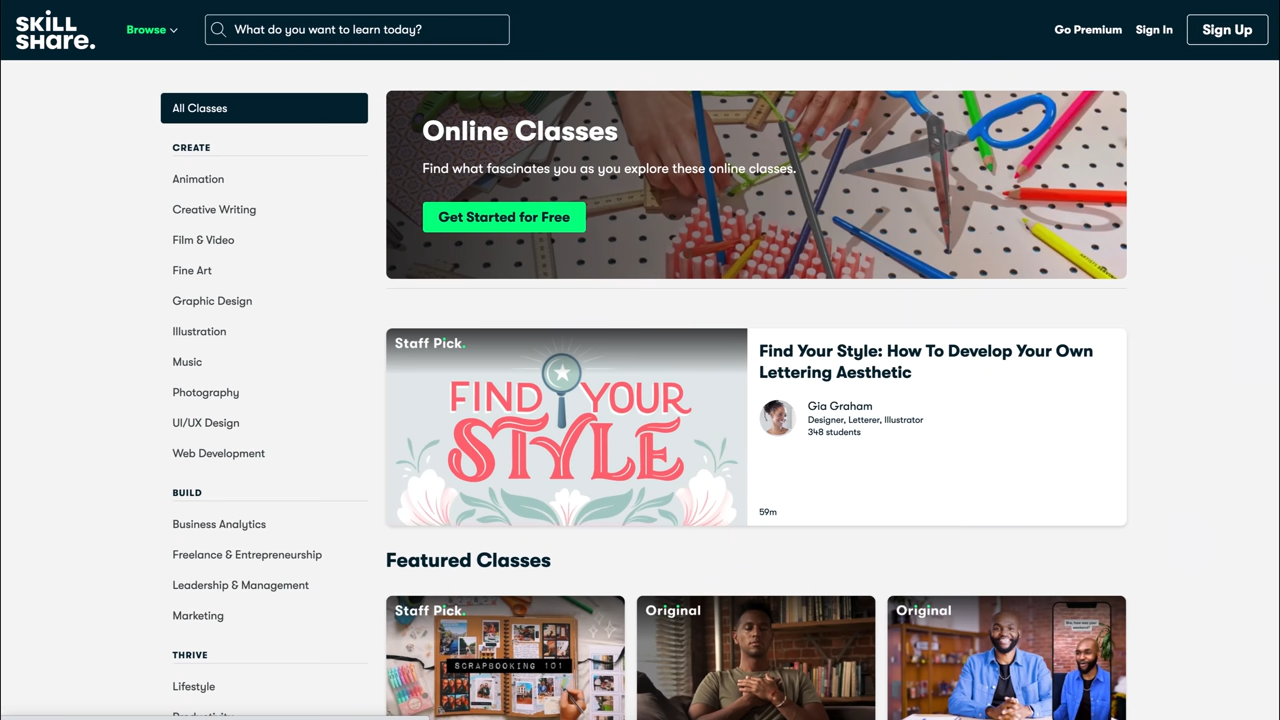 SKILL
SHARE.
Browse
What do you want to learn today?
Go Premium
Sign In
Sign Up
All Classes
CREATE
Animation
Creative Writing
Film & Video
Fine Art
Graphic Design
Illustration
Music
Photography
UI/UX Design
Web Development
BUILD
Business Analytics
Freelance & Entrepreneurship
Leadership & Management
Marketing
THRIVE
Lifestyle
Productivity
Online Classes
Find what fascinates you as you explore these online classes.
Get Started for Free
Staff Pick.
FIND YOUR
STYLE
Find Your Style: How To Develop Your Own
Lettering Aesthetic
Gia Graham
Designer, Letterer, Illustrator
348 students
59m
Featured Classes
Staff Pick.
SCRAPBOOKING 101
Original
Original